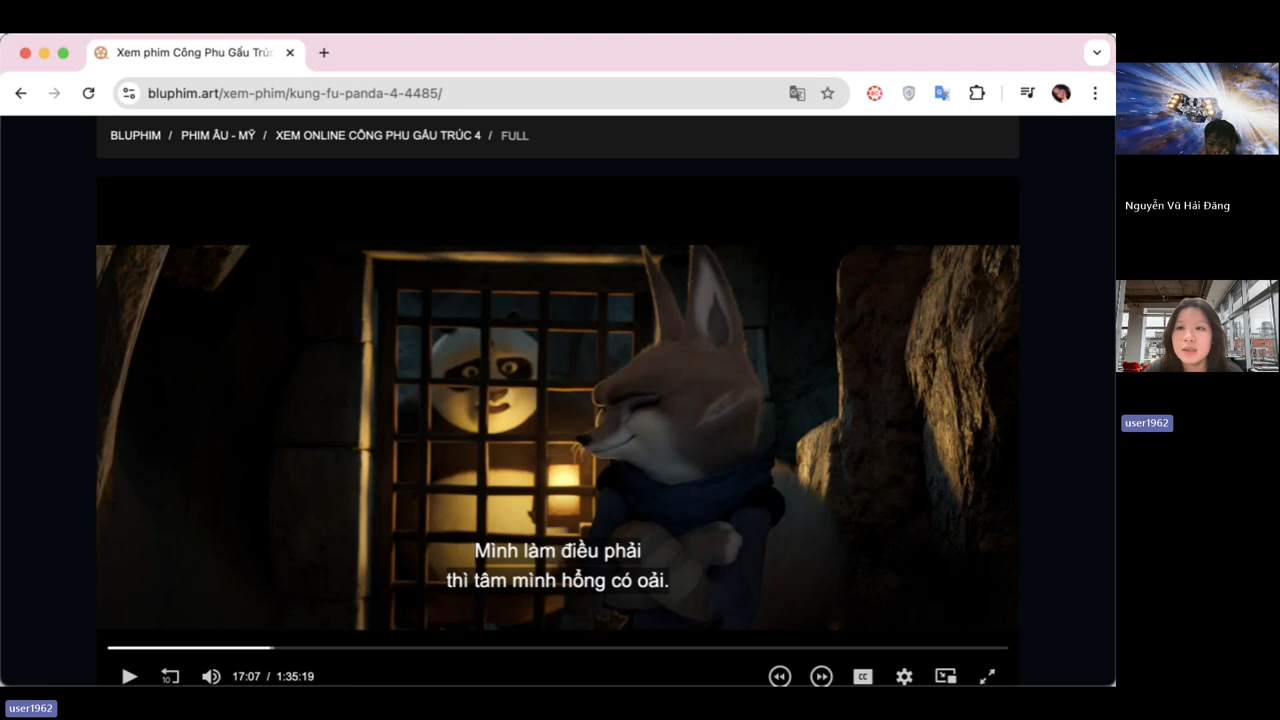 Xem phim Công Phu Gấu Trúc
bluphim.art/xem-phim/kung-fu-panda-4-4485/
BLUPHIM / PHIM ÂU - MỸ / XEM ONLINE CÔNG PHU GẤU TRÚC 4 / FULL
Nguyễn Vũ Hải Đăng
user1962
Mình làm điều phải
thì tâm mình hổng có oải.
10
17:07 / 1:35:19
CC
user1962